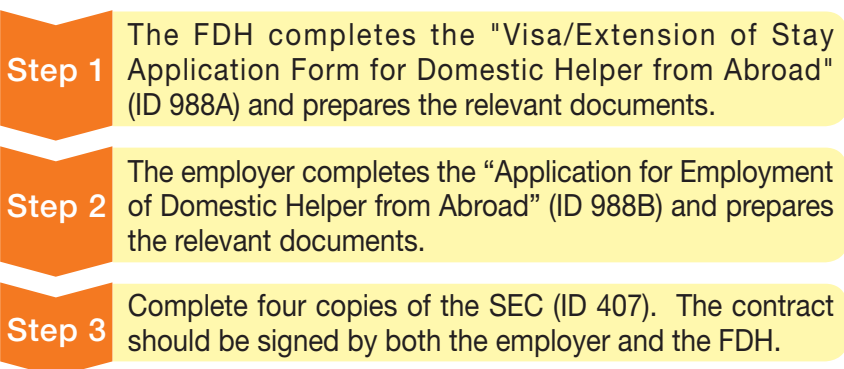 Step 1
The FDH completes the "Visa/Extension of Stay
Application Form for Domestic Helper from Abroad"
(ID 988A) and prepares the relevant documents.
Step 2
The employer completes the “Application for Employment
of Domestic Helper from Abroad” (ID 988B) and prepares
the relevant documents.
Step 3
Complete four copies of the SEC (ID 407). The contract
should be signed by both the employer and the FDH.